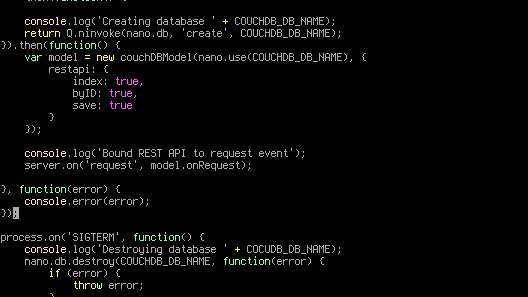 console.log('Creating database ' + COUCHDB_DB_NAME);
return Q.ninvoke(nano.db, 'create', COUCHDB_DB_NAME);
}).then(function() {
var model = new couchDBModel(nano.use(COUCHDB_DB_NAME), {
restapi: {
index: true,
byID: true,
save: true
}
});
console.log('Bound REST API to request event');
server.on('request', model.onRequest);
}, function(error) {
console.error(error);
});
process.on('SIGTERM', function() {
console.log('Destroying database ' + COCUDB_DB_NAME);
nano.db.destroy(COUCHDB_DB_NAME, function(error) {
if (error) {
throw error;
}